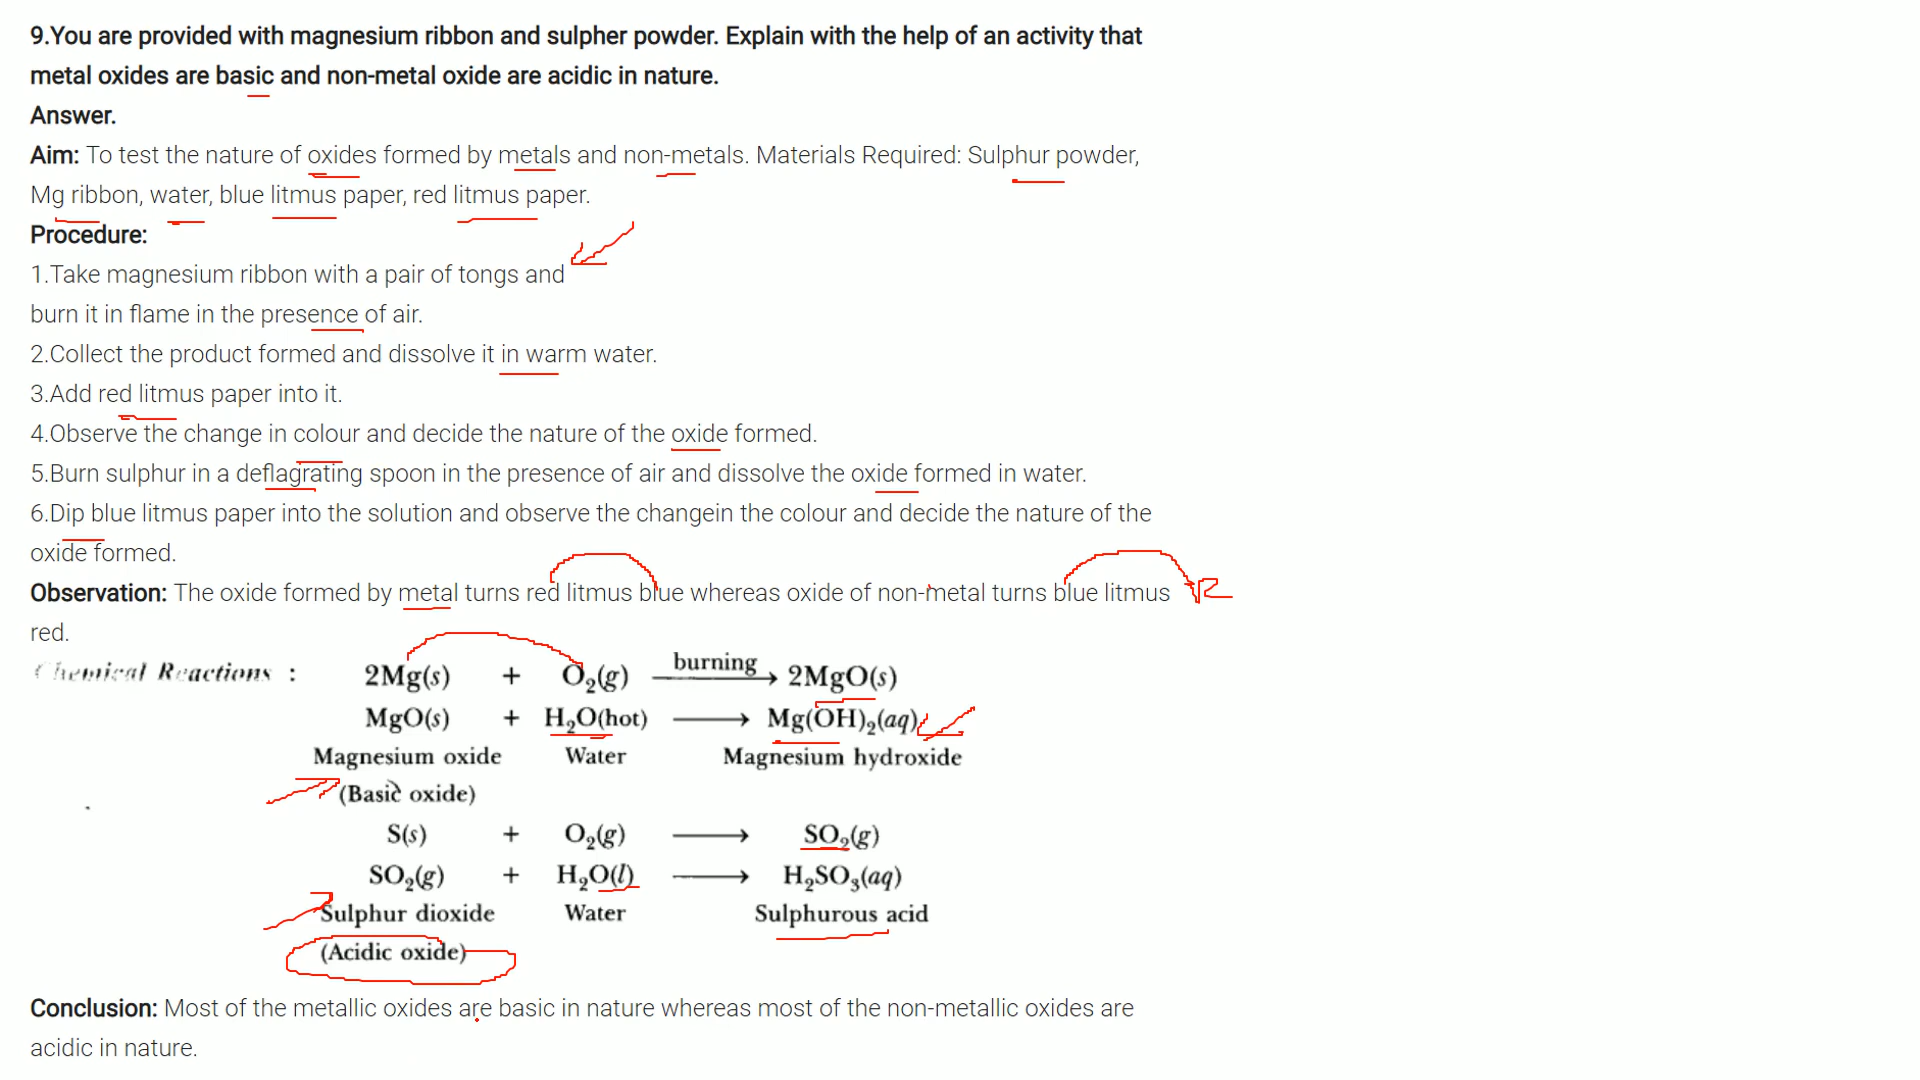 9.You are provided with magnesium ribbon and sulpher powder. Explain with the help of an activity that
metal oxides are basic and non-metal oxide are acidic in nature.
Answer.
Aim: To test the nature of oxides formed by metals and non-metals. Materials Required: Sulphur powder,
Mg ribbon, water, blue litmus paper, red litmus paper.
Procedure:
1.Take magnesium ribbon with a pair of tongs and
burn it in flame in the presence of air.
2.Collect the product formed and dissolve it in warm water.
3.Add red litmus paper into it.
4.Observe the change in colour and decide the nature of the oxide formed.
5.Burn sulphur in a deflagrating spoon in the presence of air and dissolve the oxide formed in water.
6.Dip blue litmus paper into the solution and observe the changein the colour and decide the nature of the
oxide formed.
Observation: The oxide formed by metal turns red litmus blue whereas oxide of non-metal turns blue litmus R
red.
Chemical Reactions : 2Mg(s) + O₂(g) burning → 2MgO(s)
MgO(s) + H₂O(hot) → Mg(OH)₂(aq)
Magnesium oxide Water Magnesium hydroxide
(Basic oxide)
S(s) + O₂(g) → SO₂(g)
SO₂(g) + H₂O(l) → H₂SO₃(aq)
Sulphur dioxide Water Sulphurous acid
(Acidic oxide)
Conclusion: Most of the metallic oxides are basic in nature whereas most of the non-metallic oxides are
acidic in nature.